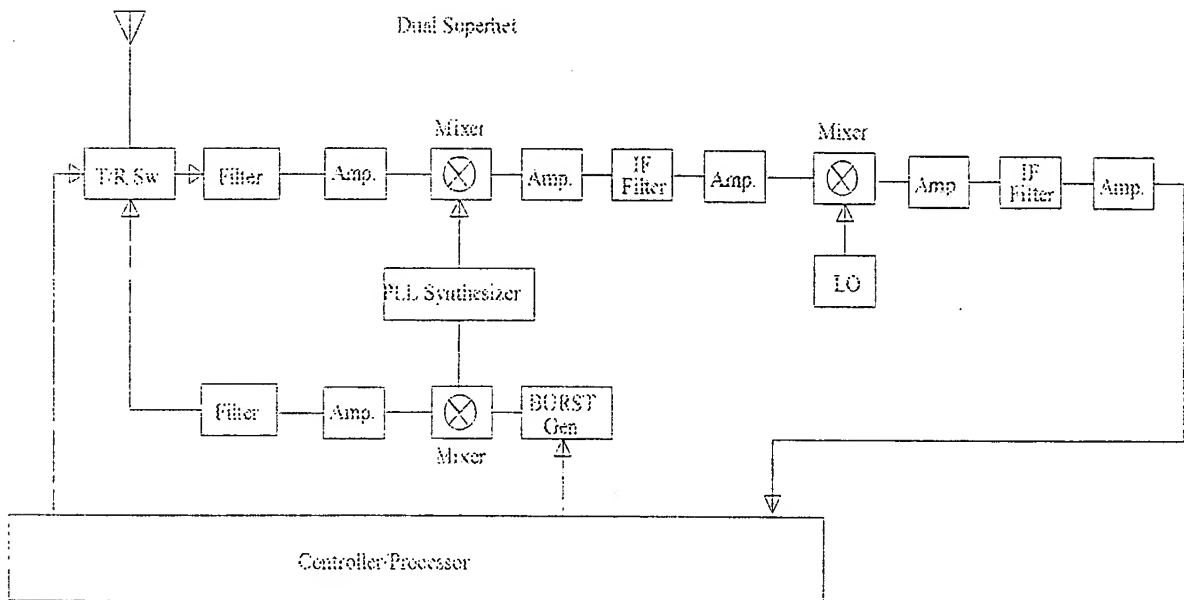 Dual Superhet
Mixer
Mixer
T/R Sw
Filter
Amp.
Amp.
IF
Filter
Amp.
Amp
IF
Filter
Amp.
PLL Synthesizer
LO
Filter
Amp.
BURST
Gen
Mixer
Controller/Processor